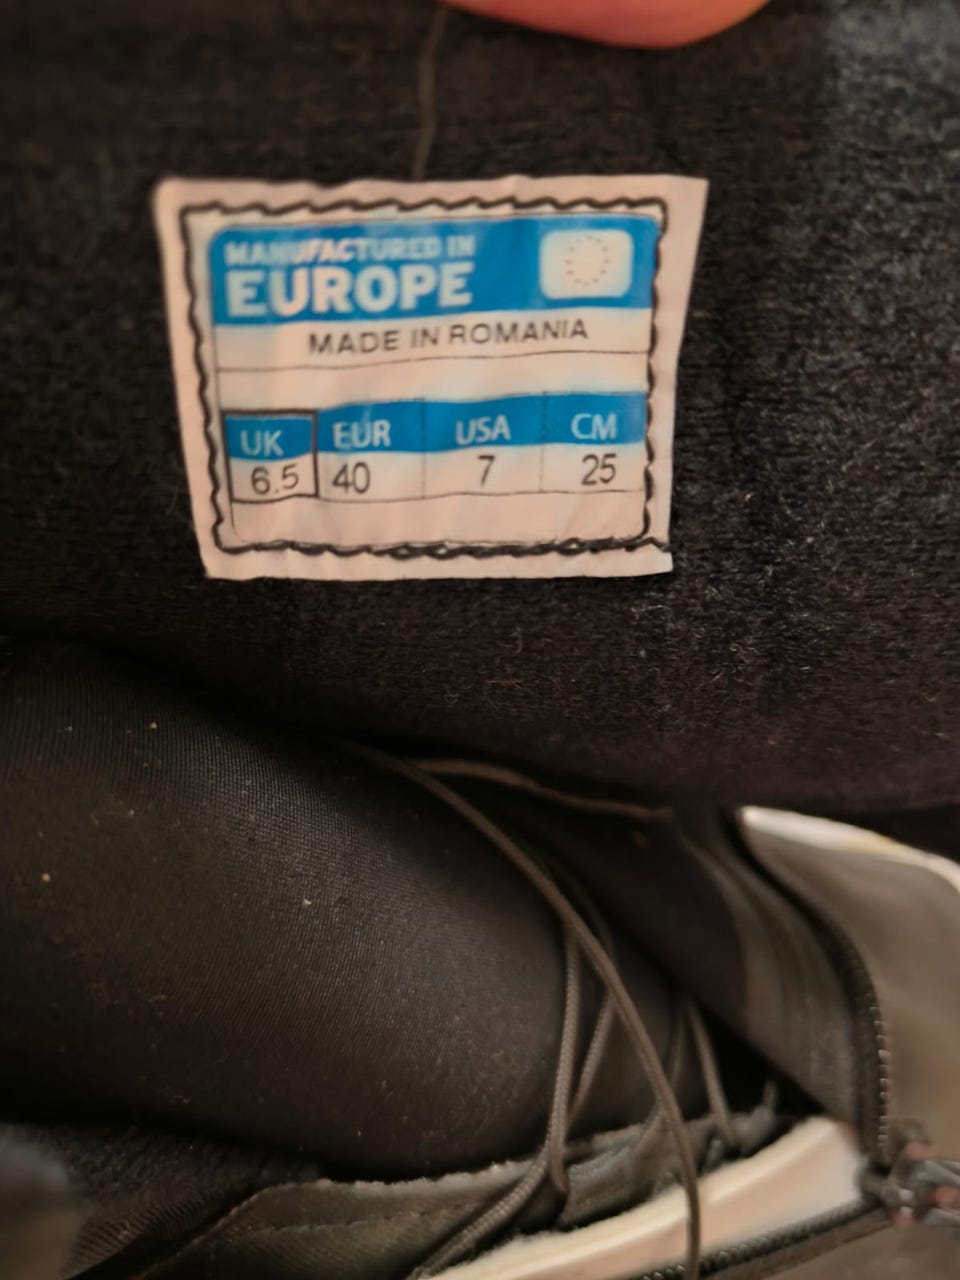 MANUFACTURED IN
EUROPE
MADE IN ROMANIA
UK EUR USA CM
6.5 40 7 25